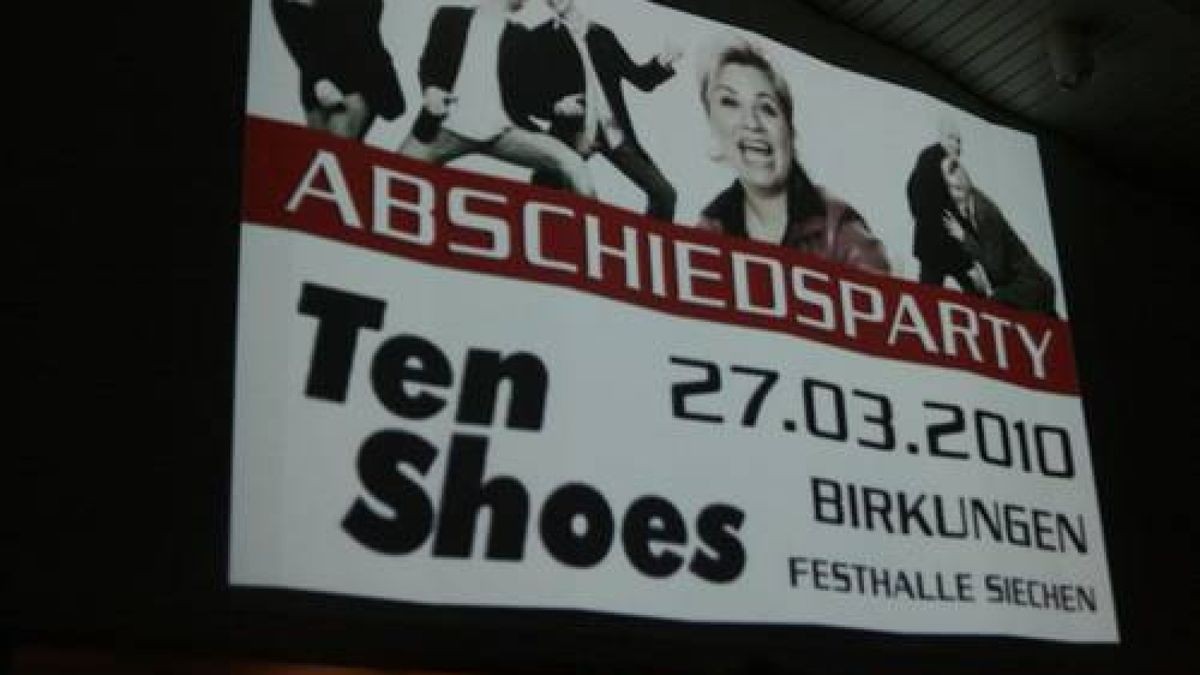 ABSCHIEDSPARTY
Ten
Shoes
27.03.2010
BIRKUNGEN
FESTHALLE SIECHEN